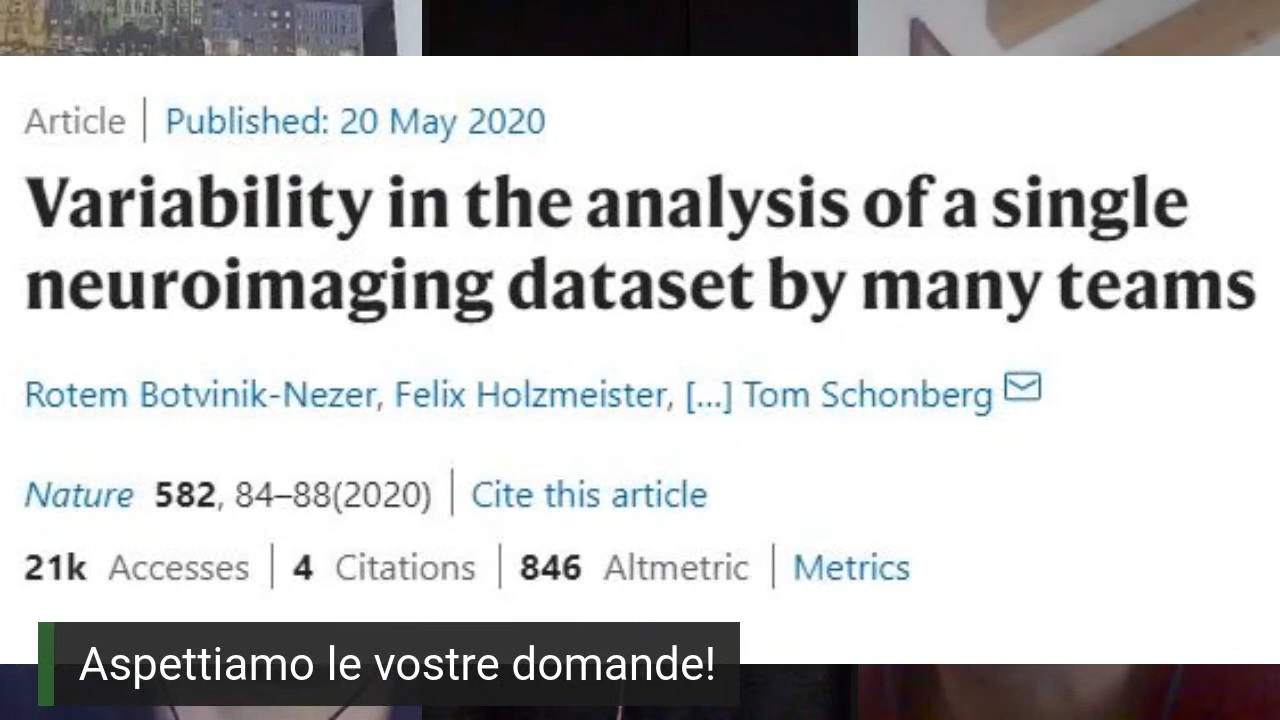 Article | Published: 20 May 2020
Variability in the analysis of a single
neuroimaging dataset by many teams
Rotem Botvinik-Nezer, Felix Holzmeister, [...] Tom Schonberg
Nature 582, 84–88(2020) | Cite this article
21k Accesses | 4 Citations | 846 Altmetric | Metrics
Aspettiamo le vostre domande!